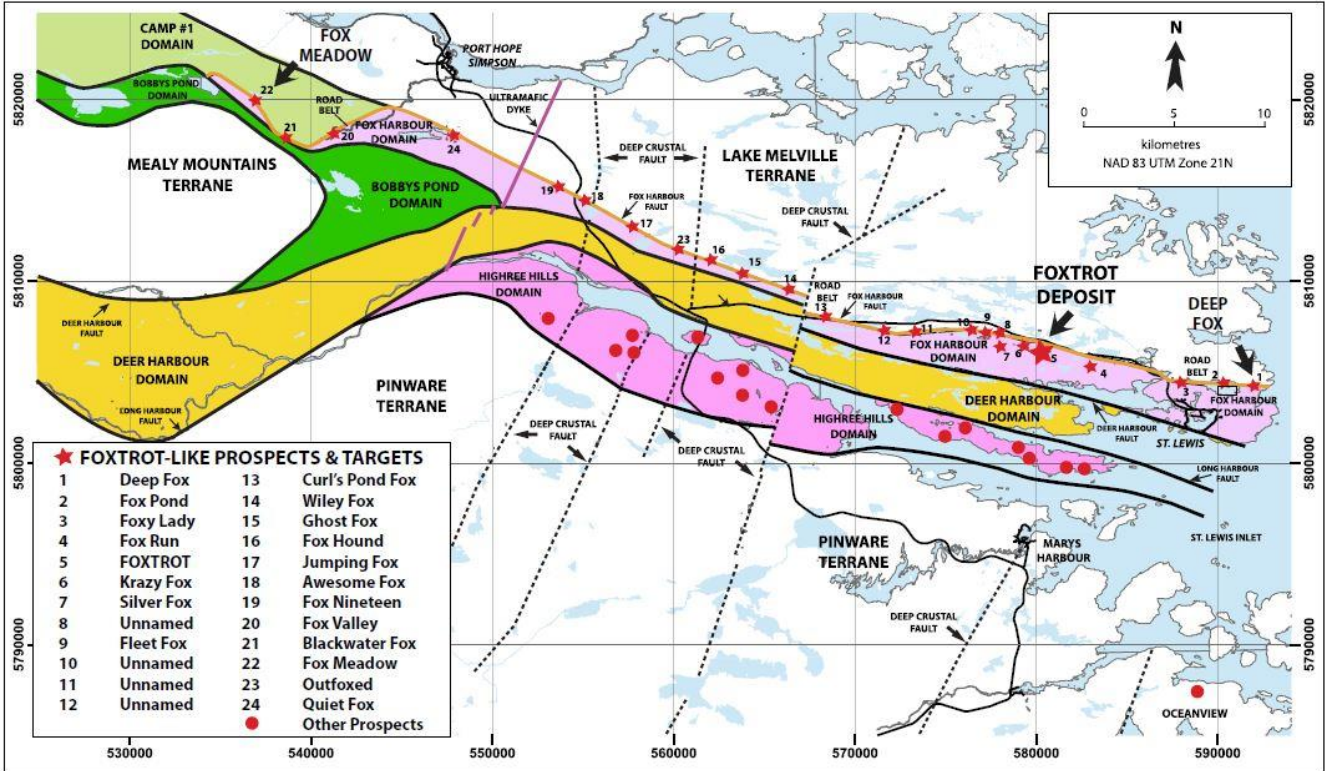 CAMP #1
DOMAIN
FOX
MEADOW
PORT HOPE
SIMPSON
N
0 5 10
kilometres
NAD 83 UTM Zone 21N
5820000
5820000
BOBBYS POND
DOMAIN
22
ROAD
BELT
ULTRAMAFIC
DYKE
21
20
FOX HARBOUR
DOMAIN
24
DEEP CRUSTAL
FAULT
LAKE MELVILLE
TERRANE
MEALY MOUNTAINS
TERRANE
BOBBYS POND
DOMAIN
19
18
FOX HARBOUR
FAULT
17
DEEP CRUSTAL
FAULT
23
16
15
14
5810000
5810000
HIGHREE HILLS
DOMAIN
ROAD
BELT
13
FOX HARBOUR
FAULT
FOXTROT
DEPOSIT
DEEP
FOX
DEER HARBOUR
FAULT
12
11
10
9
8
FOX HARBOUR
DOMAIN
7
6
5
4
ROAD
BELT
3
2
1
FOX HARBOUR
DOMAIN
DEER HARBOUR
DOMAIN
PINWARE
TERRANE
LONG HARBOUR
FAULT
HIGHREE HILLS
DOMAIN
DEER HARBOUR
DOMAIN
DEER HARBOUR
FAULT
ST. LEWIS
DEEP CRUSTAL
FAULT
DEEP CRUSTAL
FAULT
LONG HARBOUR
FAULT
5800000
5800000
PINWARE
TERRANE
MARYS
HARBOUR
ST. LEWIS INLET
DEEP CRUSTAL
FAULT
5790000
5790000
OCEANVIEW
FOXTROT-LIKE PROSPECTS & TARGETS
1 Deep Fox 13 Curl's Pond Fox
2 Fox Pond 14 Wiley Fox
3 Foxy Lady 15 Ghost Fox
4 Fox Run 16 Fox Hound
5 FOXTROT 17 Jumping Fox
6 Krazy Fox 18 Awesome Fox
7 Silver Fox 19 Fox Nineteen
8 Unnamed 20 Fox Valley
9 Fleet Fox 21 Blackwater Fox
10 Unnamed 22 Fox Meadow
11 Unnamed 23 Outfoxed
12 Unnamed 24 Quiet Fox
Other Prospects
530000 540000 550000 560000 570000 580000 590000